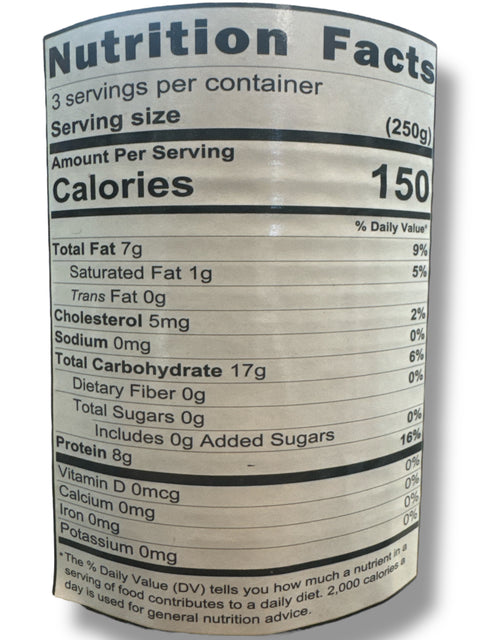 Nutrition Facts
3 servings per container
Serving size (250g)
Amount Per Serving
Calories 150
% Daily Value*
Total Fat 7g 9%
Saturated Fat 1g 5%
Trans Fat 0g
Cholesterol 5mg 2%
Sodium 0mg 0%
Total Carbohydrate 17g 6%
Dietary Fiber 0g 0%
Total Sugars 0g
Includes 0g Added Sugars 0%
Protein 8g 16%
Vitamin D 0mcg 0%
Calcium 0mg 0%
Iron 0mg 0%
Potassium 0mg 0%
*The % Daily Value (DV) tells you how much a nutrient in a
serving of food contributes to a daily diet. 2,000 calories a
day is used for general nutrition advice.